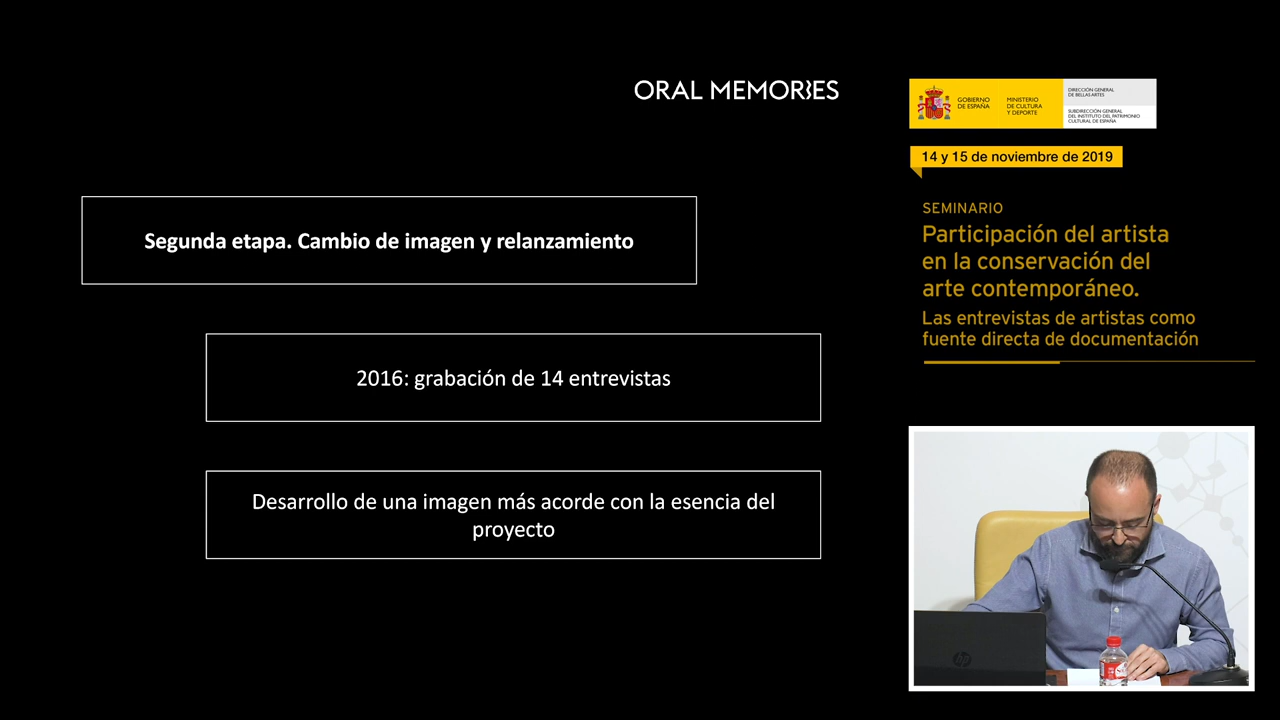 ORAL MEMORIES
Segunda etapa. Cambio de imagen y relanzamiento
2016: grabación de 14 entrevistas
Desarrollo de una imagen más acorde con la esencia del
proyecto
GOBIERNO
DE ESPAÑA
MINISTERIO
DE CULTURA
Y DEPORTE
DIRECCIÓN GENERAL
DE BELLAS ARTES
SUBDIRECCIÓN GENERAL
DEL INSTITUTO DEL PATRIMONIO
CULTURAL DE ESPAÑA
14 y 15 de noviembre de 2019
SEMINARIO
Participación del artista
en la conservación del
arte contemporáneo.
Las entrevistas de artistas como
fuente directa de documentación
hp